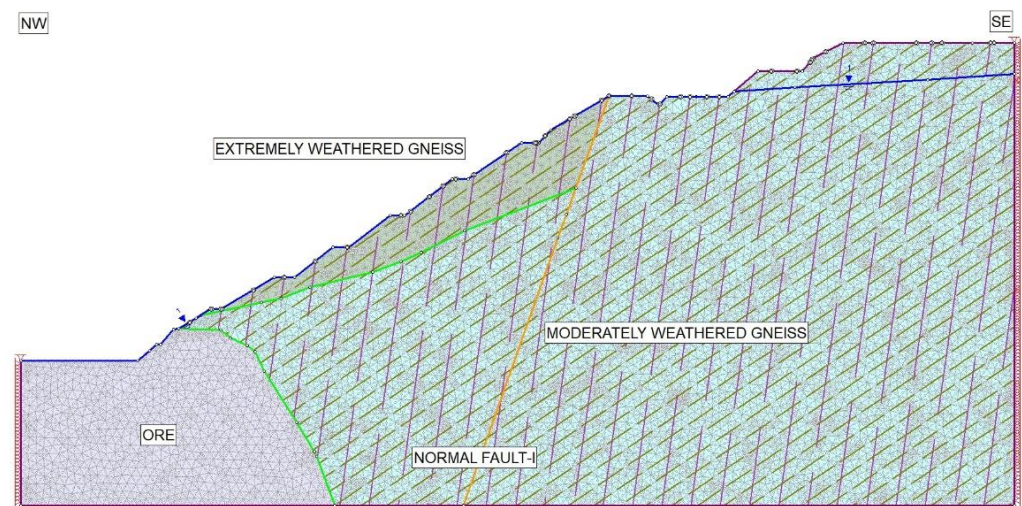 NW
SE
EXTREMELY WEATHERED GNEISS
MODERATELY WEATHERED GNEISS
ORE
NORMAL FAULT-I